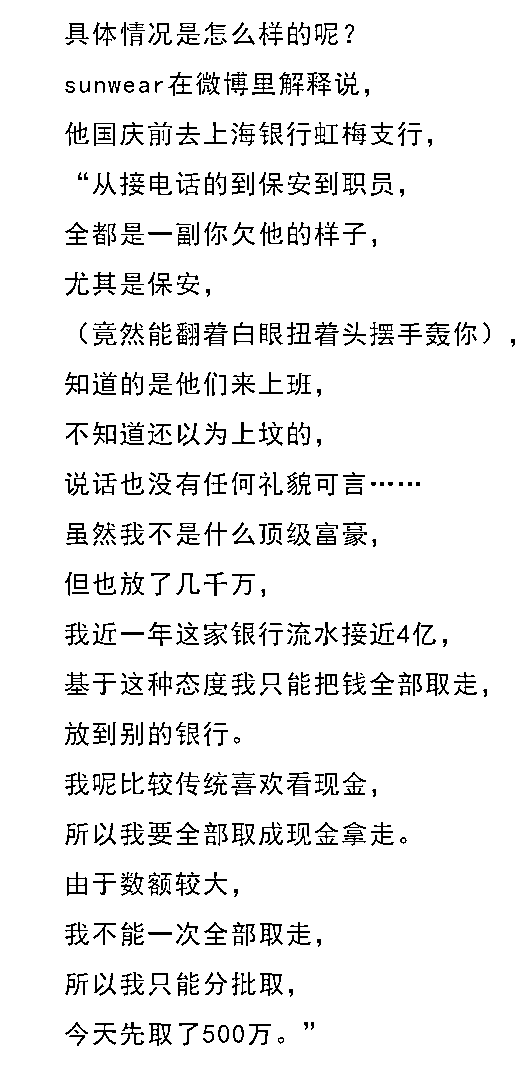 具体情况是怎么样的呢？
sunwear在微博里解释说，
他国庆前去上海银行虹梅支行，
“从接电话的到保安到职员，
全都是一副你欠他的样子，
尤其是保安，
（竟然能翻着白眼扭着头摆手轰你），
知道的是他们来上班，
不知道还以为上坟的，
说话也没有任何礼貌可言……
虽然我不是什么顶级富豪，
但也放了几千万，
我近一年这家银行流水接近4亿，
基于这种态度我只能把钱全部取走，
放到别的银行。
我呢比较传统喜欢看现金，
所以我要全部取成现金拿走。
由于数额较大，
我不能一次全部取走，
所以我只能分批取，
今天先取了500万。”